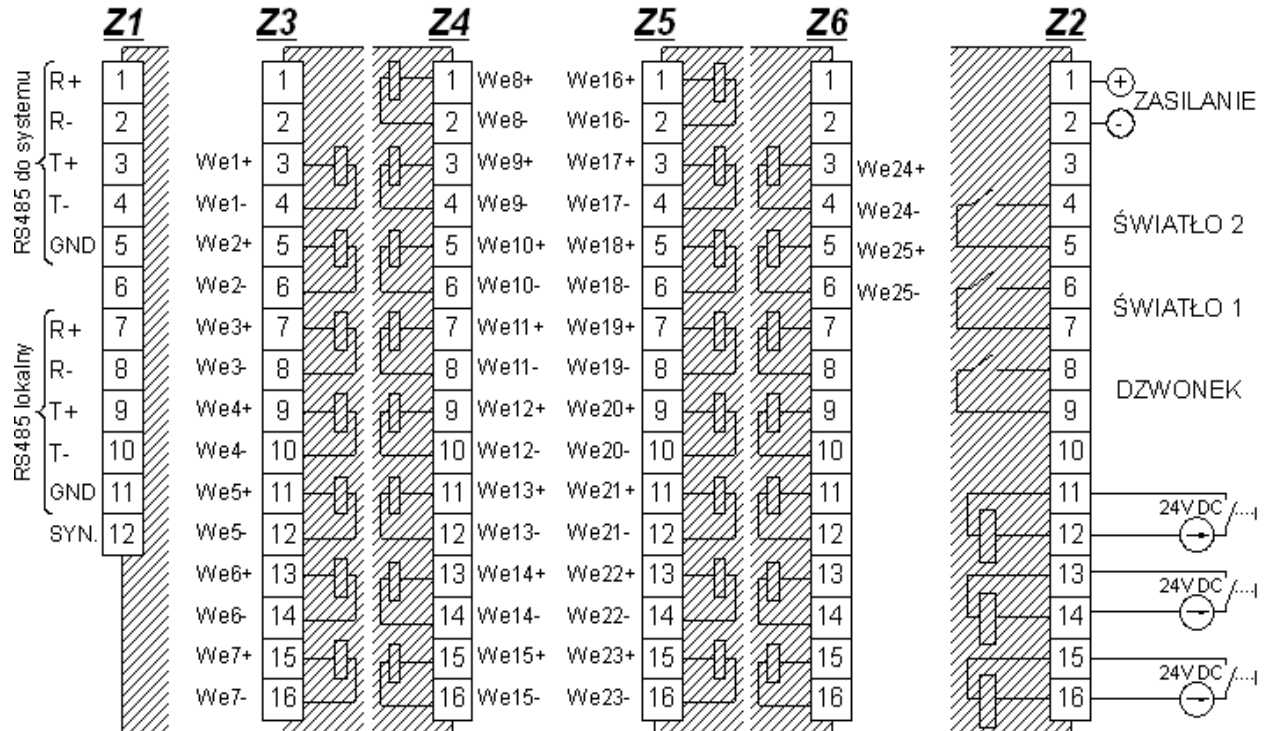 Z1 Z3 Z4 Z5 Z6 Z2
R+ 1 1 1 We8+ We16+ 1 1 1 + ZASILANIE
R- 2 2 2 We8- We16- 2 2 2 -
T+ 3 We1+ 3 3 We9+ We17+ 3 3 We24+ 3
T- 4 We1- 4 4 We9- We17- 4 4 We24- 4 ŚWIATŁO 2
GND 5 We2+ 5 5 We10+ We18+ 5 5 We25+ 5
RS485 do systemu
6 We2- 6 6 We10- We18- 6 6 We25- 6 ŚWIATŁO 1
R+ 7 We3+ 7 7 We11+ We19+ 7 7 7
R- 8 We3- 8 8 We11- We19- 8 8 8 DZWONEK
T+ 9 We4+ 9 9 We12+ We20+ 9 9 9
T- 10 We4- 10 10 We12- We20- 10 10 10
GND 11 We5+ 11 11 We13+ We21+ 11 11 11 24V DC
RS485 lokalny
SYN. 12 We5- 12 12 We13- We21- 12 12 12
We6+ 13 13 We14+ We22+ 13 13 13 24V DC
We6- 14 14 We14- We22- 14 14 14
We7+ 15 15 We15+ We23+ 15 15 15 24V DC
We7- 16 16 We15- We23- 16 16 16